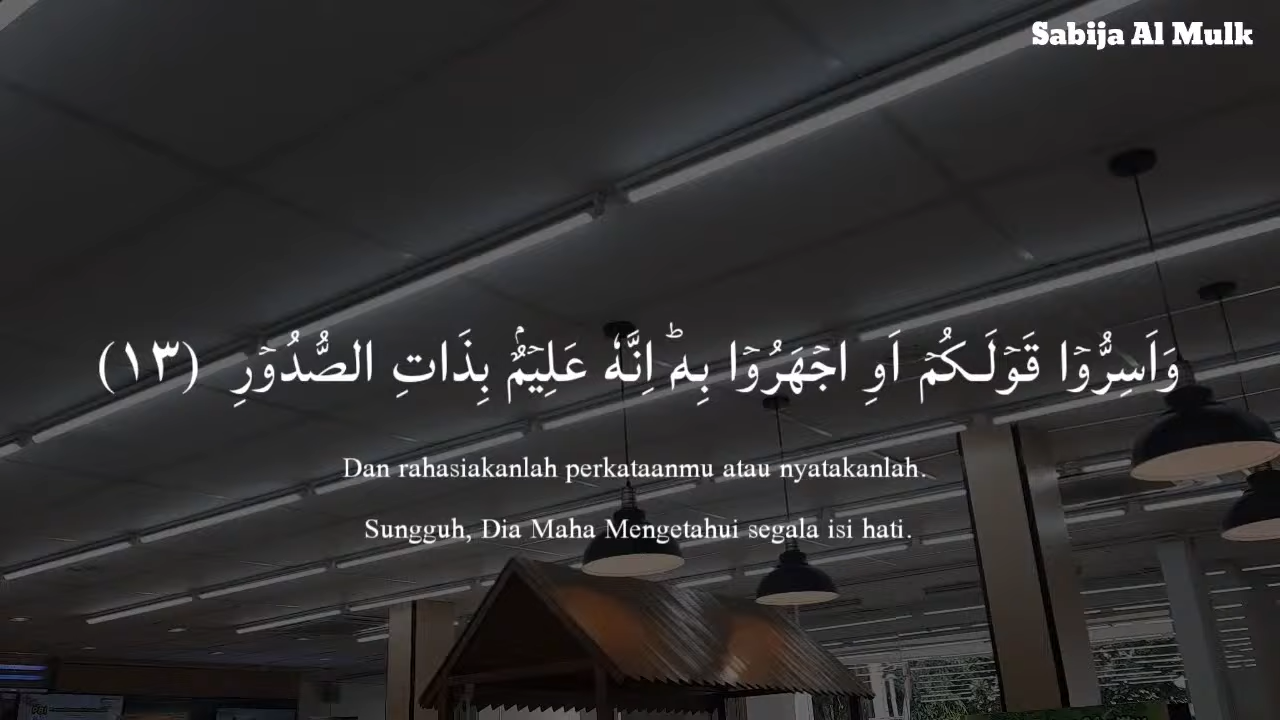 Sabija Al Mulk
وَاَسِرُّوْا قَوْلَـكُمْ اَوِ اجْهَرُوْا بِهٖۗ اِنَّهٗ عَلِيْمٌۢ بِذَاتِ الصُّدُوْرِ (١٣)
Dan rahasiakanlah perkataanmu atau nyatakanlah.
Sungguh, Dia Maha Mengetahui segala isi hati.